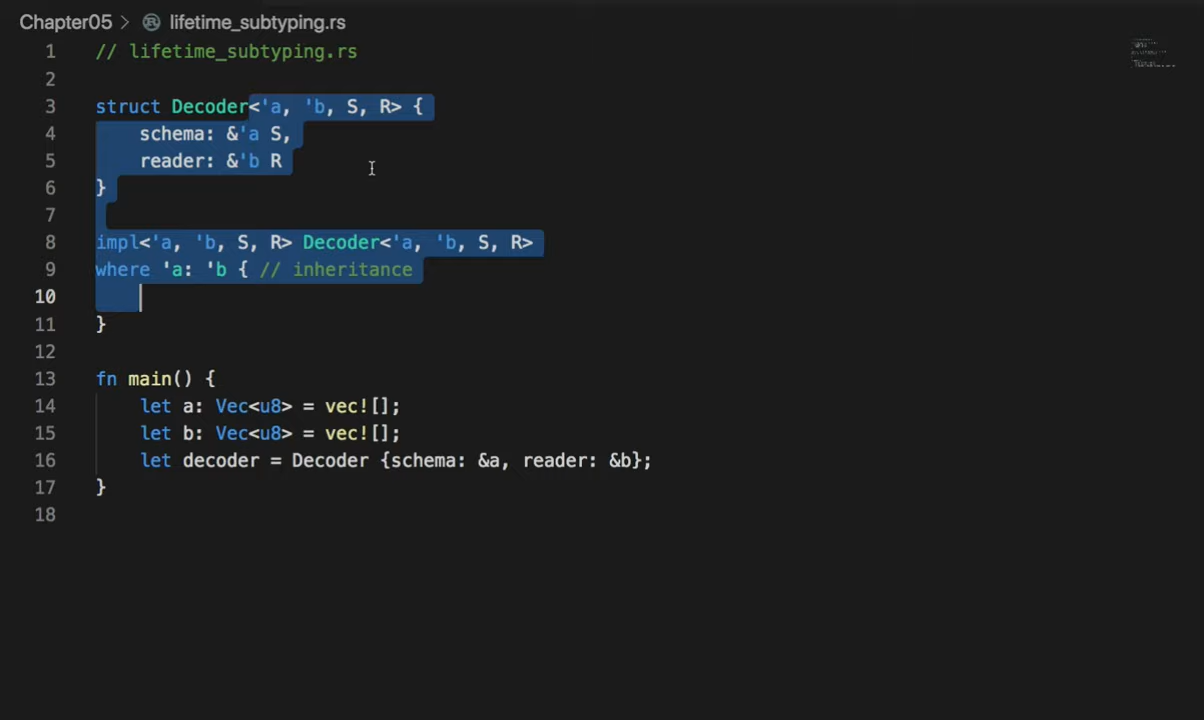 Chapter05 > lifetime_subtyping.rs
1 // lifetime_subtyping.rs
2
3 struct Decoder<'a, 'b, S, R> {
4     schema: &'a S,
5     reader: &'b R
6 }
7
8 impl<'a, 'b, S, R> Decoder<'a, 'b, S, R>
9 where 'a: 'b { // inheritance
10
11 }
12
13 fn main() {
14     let a: Vec<u8> = vec![];
15     let b: Vec<u8> = vec![];
16     let decoder = Decoder {schema: &a, reader: &b};
17 }
18